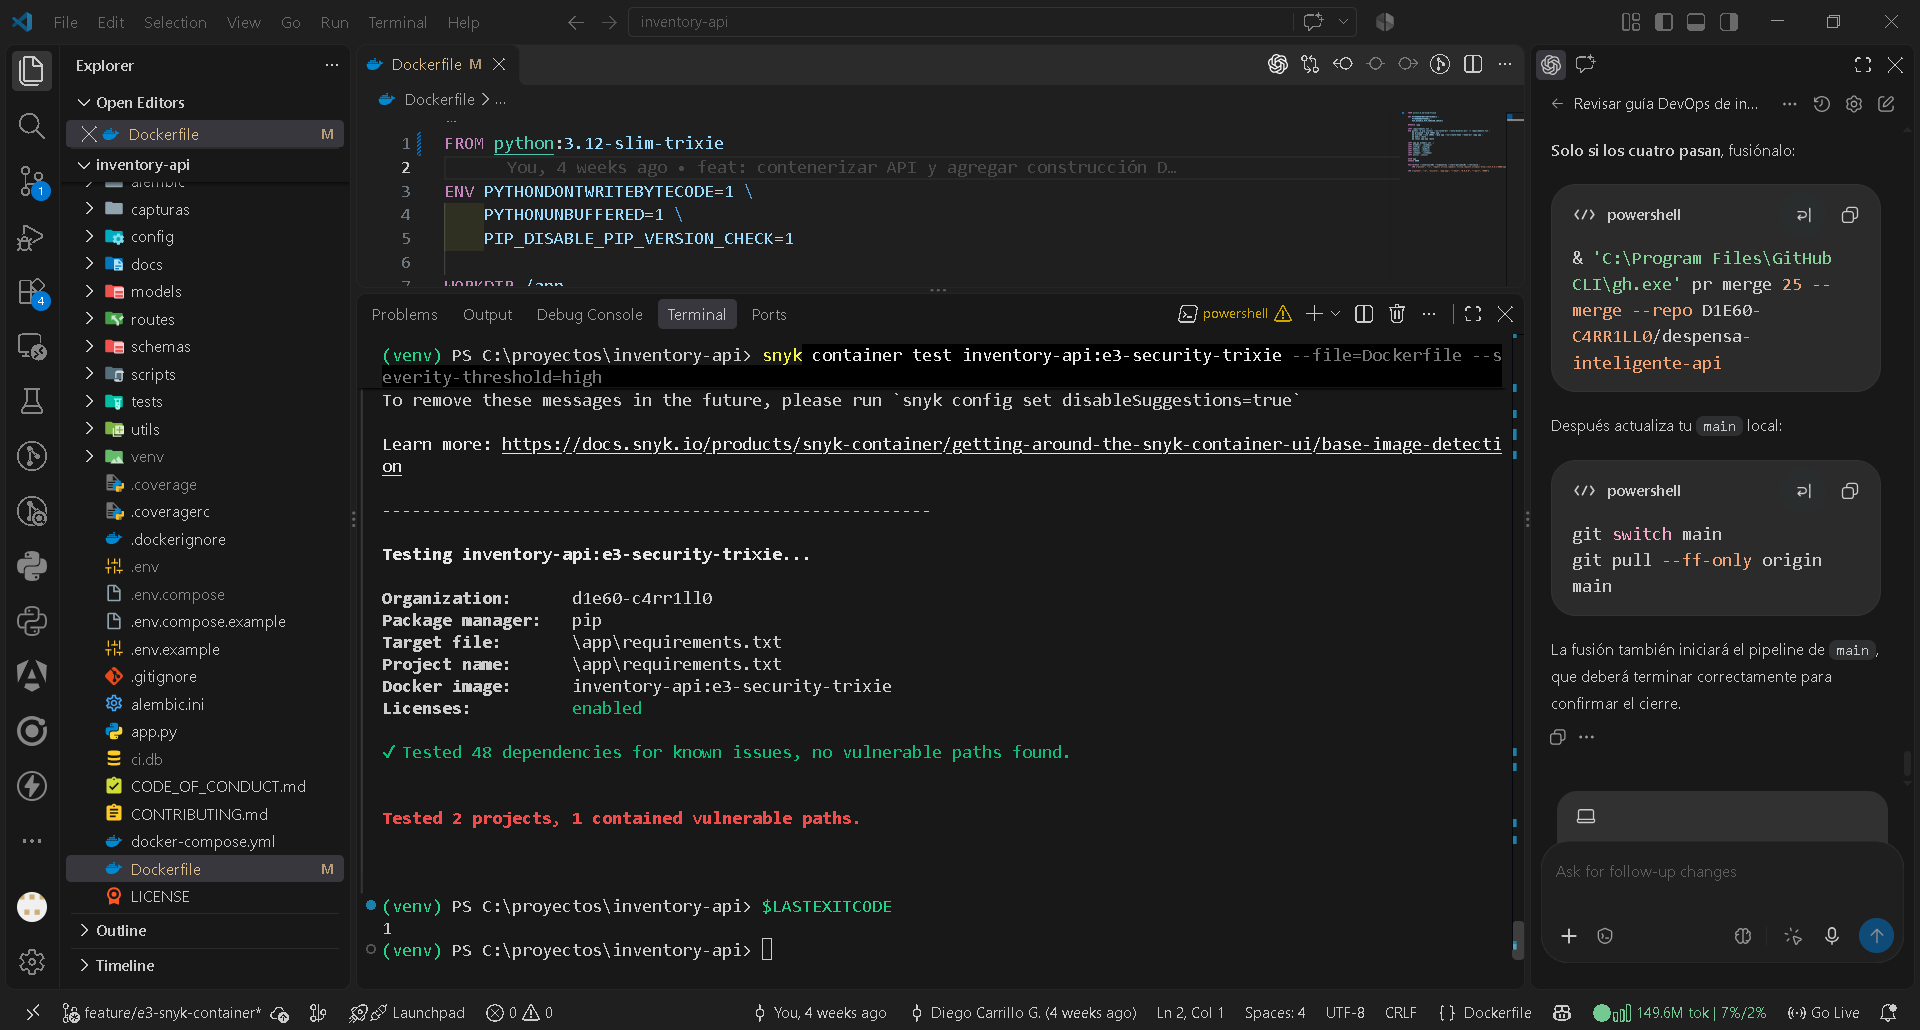 File Edit Selection View Go Run Terminal Help
inventory-api
Explorer
Open Editors
Dockerfile M
inventory-api
alembic
capturas
config
docs
models
routes
schemas
scripts
tests
utils
venv
.coverage
.coveragerc
.dockerignore
.env
.env.compose
.env.compose.example
.env.example
.gitignore
alembic.ini
app.py
ci.db
CODE_OF_CONDUCT.md
CONTRIBUTING.md
docker-compose.yml
Dockerfile M
LICENSE
Outline
Timeline
1
4
Dockerfile M
Dockerfile > ...
...
1 FROM python:3.12-slim-trixie
2 You, 4 weeks ago • feat: contenerizar API y agregar construcción D…
3 ENV PYTHONDONTWRITEBYTECODE=1 \
4 PYTHONUNBUFFERED=1 \
5 PIP_DISABLE_PIP_VERSION_CHECK=1
6
7 WORKDIR /app
Problems Output Debug Console Terminal Ports
powershell
(venv) PS C:\proyectos\inventory-api> snyk container test inventory-api:e3-security-trixie --file=Dockerfile --s
everity-threshold=high
To remove these messages in the future, please run `snyk config set disableSuggestions=true`
Learn more: https://docs.snyk.io/products/snyk-container/getting-around-the-snyk-container-ui/base-image-detecti
on
-------------------------------------------------------
Testing inventory-api:e3-security-trixie...
Organization: d1e60-c4rr1ll0
Package manager: pip
Target file: \app\requirements.txt
Project name: \app\requirements.txt
Docker image: inventory-api:e3-security-trixie
Licenses: enabled
✓ Tested 48 dependencies for known issues, no vulnerable paths found.
Tested 2 projects, 1 contained vulnerable paths.
(venv) PS C:\proyectos\inventory-api> $LASTEXITCODE
1
(venv) PS C:\proyectos\inventory-api>
Revisar guía DevOps de in...
Solo si los cuatro pasan, fusiónalo:
powershell
& 'C:\Program Files\GitHub
CLI\gh.exe' pr merge 25 --
merge --repo D1E60-
C4RR1LL0/despensa-
inteligente-api
Después actualiza tu main local:
powershell
git switch main
git pull --ff-only origin
main
La fusión también iniciará el pipeline de main,
que deberá terminar correctamente para
confirmar el cierre.
Ask for follow-up changes
feature/e3-snyk-container* Launchpad 0 0 You, 4 weeks ago Diego Carrillo G. (4 weeks ago) Ln 2, Col 1 Spaces: 4 UTF-8 CRLF { } Dockerfile 149.6M tok | 7%/2% Go Live